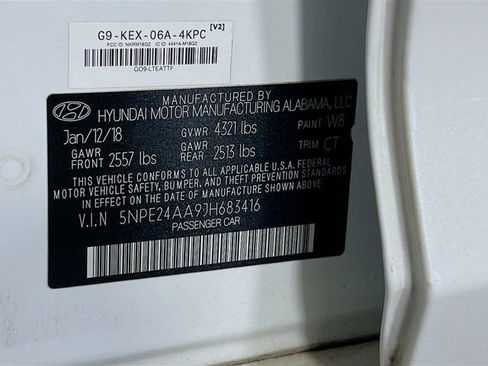 [V2]
G9-KEX-06A-4KPC
FCC ID: NKRM18Q2 IC ID: 4441A-M18Q2
GO9-LTEATTF
MANUFACTURED BY
HYUNDAI MOTOR MANUFACTURING ALABAMA, LLC
Jan/12/18 GVWR 4321 lbs PAINT W8
GAWR FRONT 2557 lbs GAWR REAR 2513 lbs TRIM CT
THIS VEHICLE CONFORMS TO ALL APPLICABLE U.S.A. FEDERAL
MOTOR VEHICLE SAFETY, BUMPER, AND THEFT PREVENTION STANDARDS
IN EFFECT ON THE DATE OF MANUFACTURE SHOWN ABOVE.
V.I.N 5NPE24AA9JH683416
PASSENGER CAR